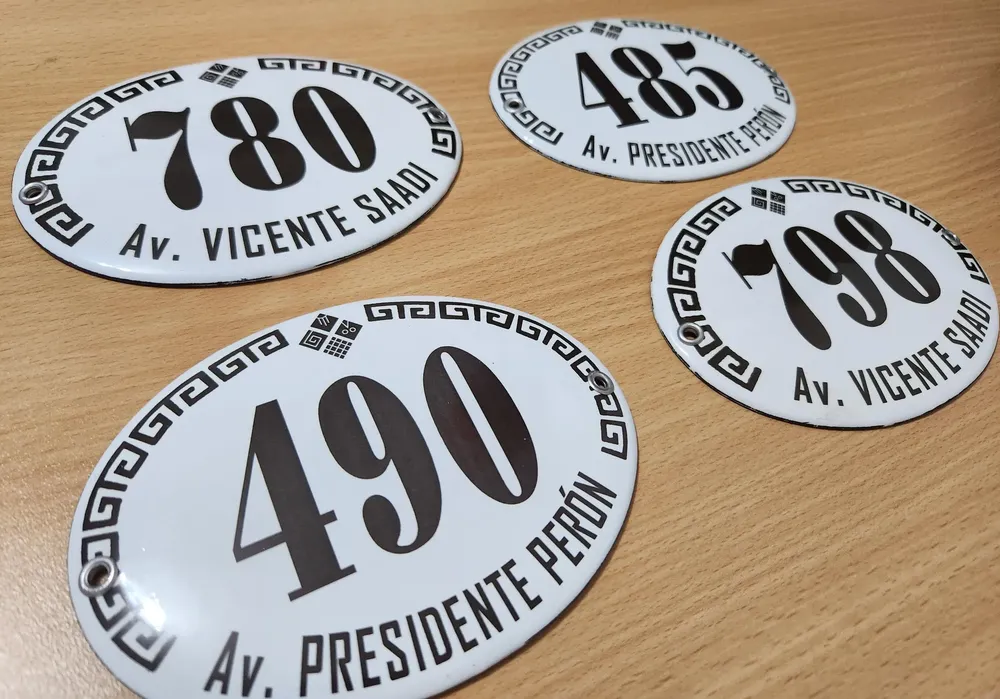 780
Av. VICENTE SAADI
485
Av. PRESIDENTE PERÓN
798
Av. VICENTE SAADI
490
Av. PRESIDENTE PERÓN